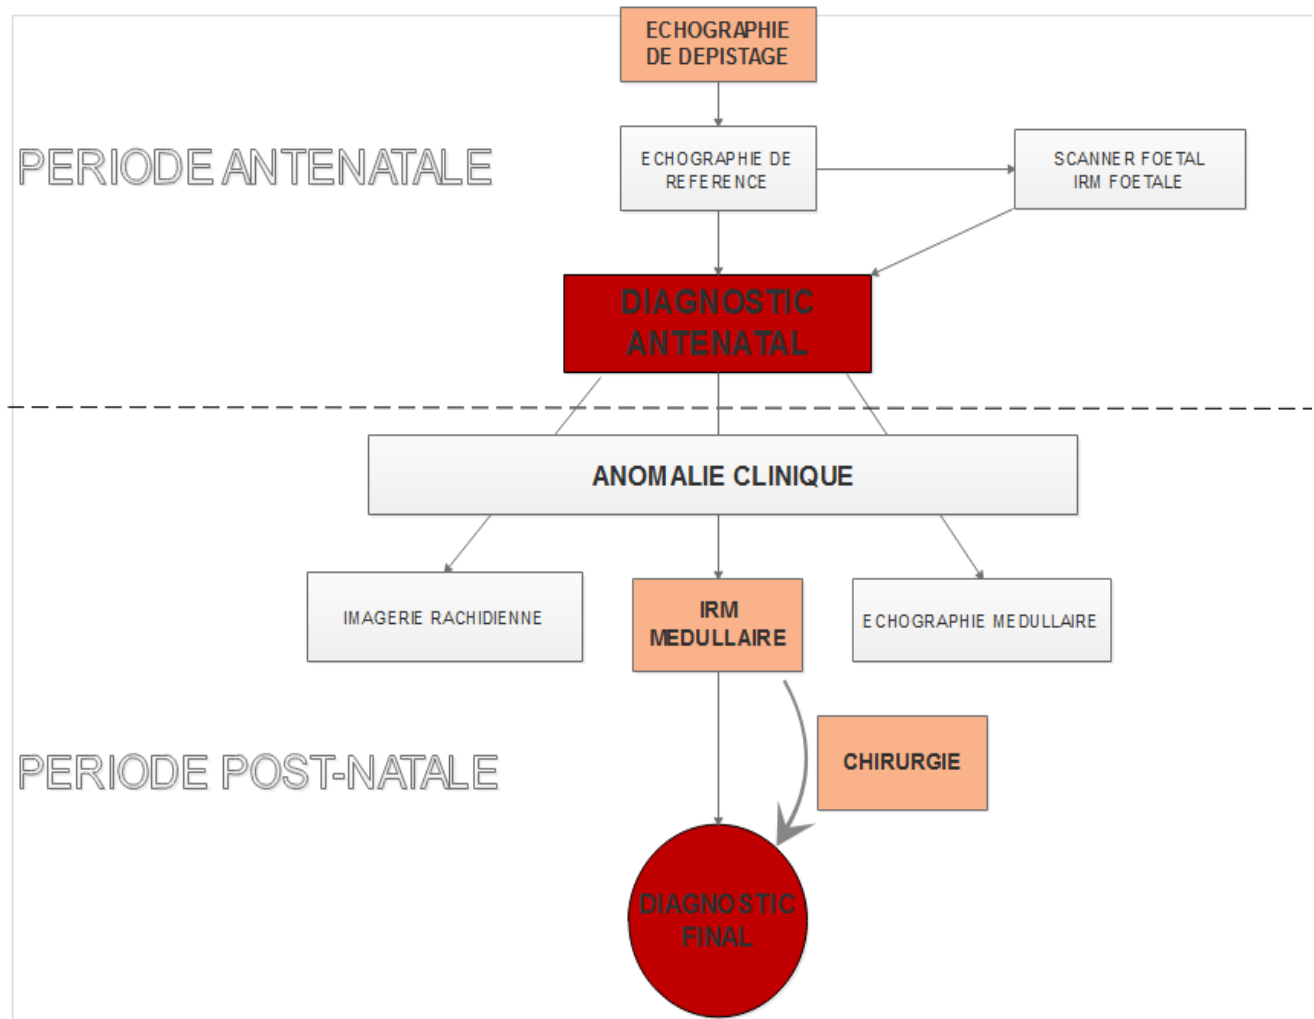 ECHOGRAPHIE
DE DEPISTAGE
PERIODE ANTENATALE
ECHOGRAPHIE DE
REFERENCE
SCANNER FOETAL
IRM FOETALE
DIAGNOSTIC
ANTENATAL
ANOMALIE CLINIQUE
IMAGERIE RACHIDIENNE
IRM
MEDULLAIRE
ECHOGRAPHIE MEDULLAIRE
PERIODE POST-NATALE
CHIRURGIE
DIAGNOSTIC
FINAL